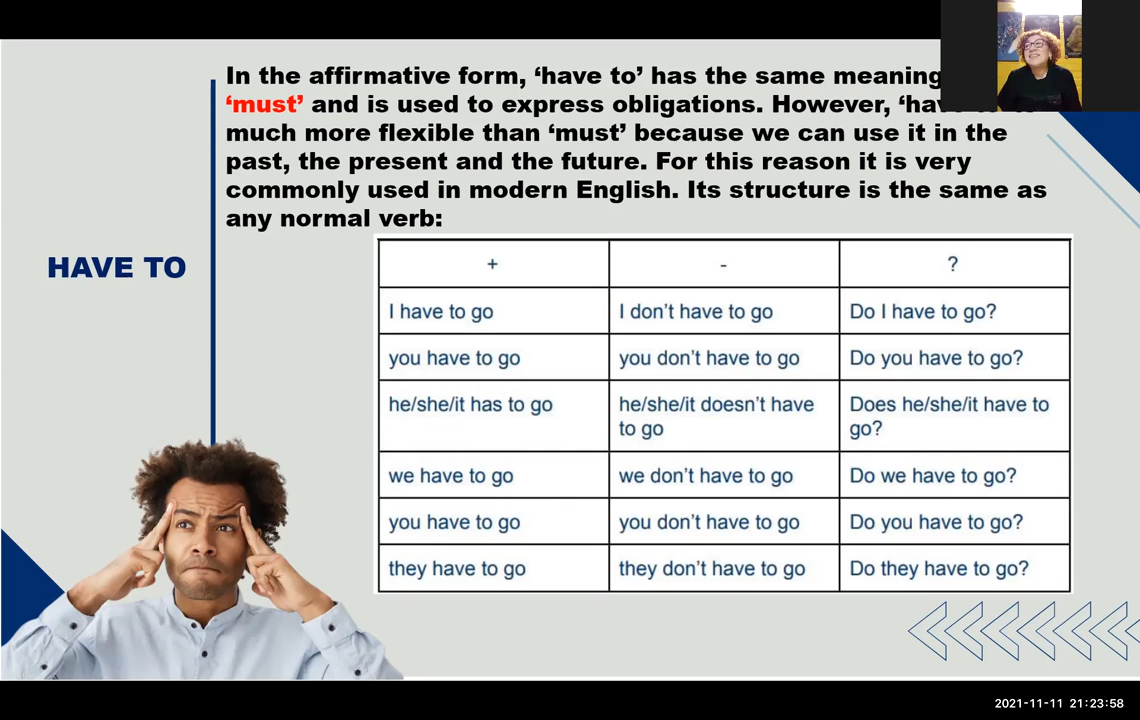 In the affirmative form, ‘have to’ has the same meaning
‘must’ and is used to express obligations. However,
much more flexible than ‘must’ because we can use it in the
past, the present and the future. For this reason it is very
commonly used in modern English. Its structure is the same as
any normal verb:
HAVE TO
+ - ?
I have to go I don’t have to go Do I have to go?
you have to go you don’t have to go Do you have to go?
he/she/it has to go he/she/it doesn’t have Does he/she/it have to
to go go?
we have to go we don’t have to go Do we have to go?
you have to go you don’t have to go Do you have to go?
they have to go they don’t have to go Do they have to go?
2021-11-11 21:23:58